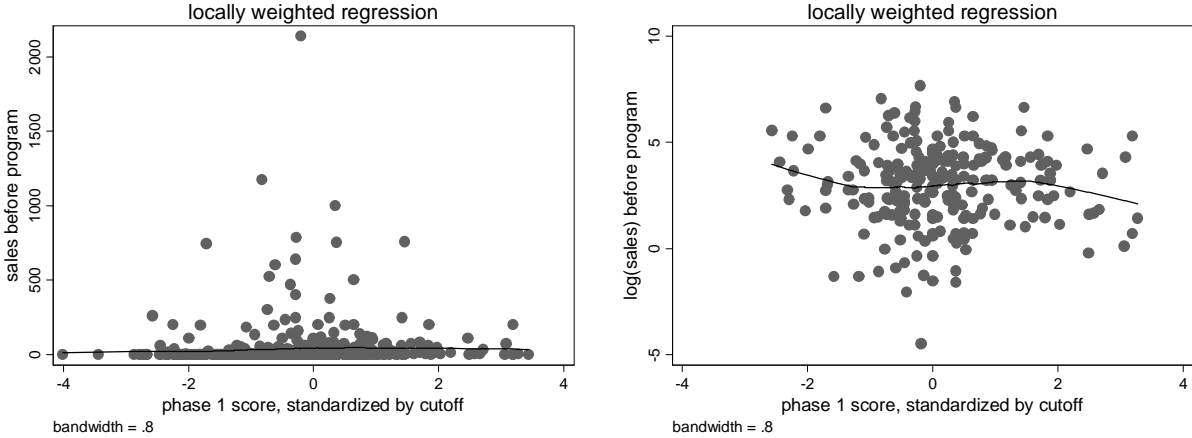 locally weighted regression
2000
1500
1000
500
0
sales before program
-4
-2
0
2
4
phase 1 score, standardized by cutoff
bandwidth = .8
locally weighted regression
10
5
0
-5
log(sales) before program
-4
-2
0
2
4
phase 1 score, standardized by cutoff
bandwidth = .8